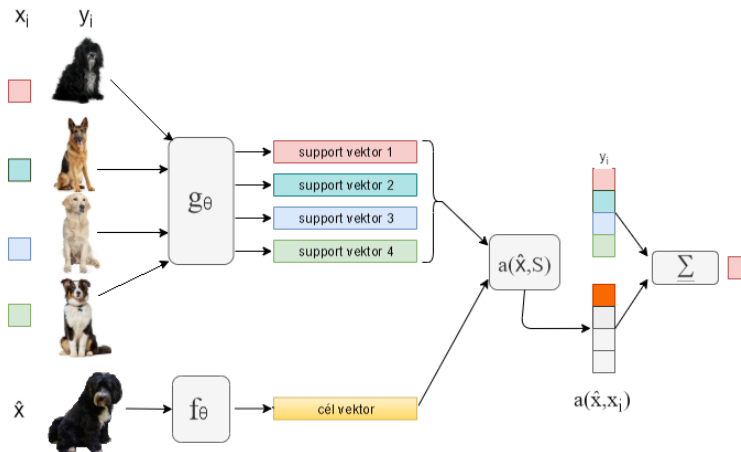 xᵢ yᵢ
gθ
support vektor 1
support vektor 2
support vektor 3
support vektor 4
a(x̂,S)
yᵢ
Σ
x̂
fθ
cél vektor
a(x̂,xᵢ)